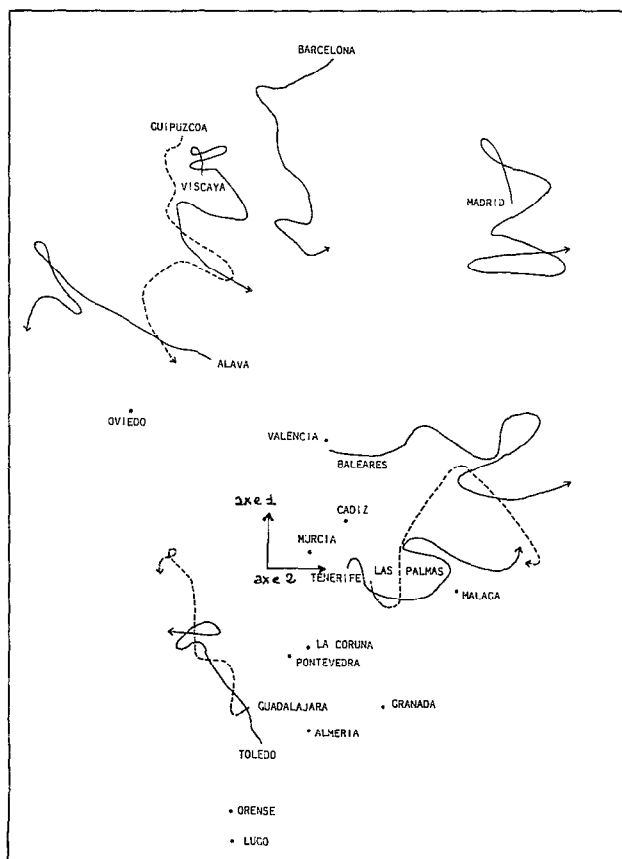 BARCELONA
GUIPUZCOA
VISCAYA
MADRID
ALAVA
OVIEDO
VALENCIA
BALEARES
axe 1
CADIZ
MURCIA
axe 2
TENERIFE
LAS PALMAS
MALAGA
LA CORUNA
PONTEVEDRA
GUADALAJARA
GRANADA
ALMERIA
TOLEDO
ORENSE
LUGO